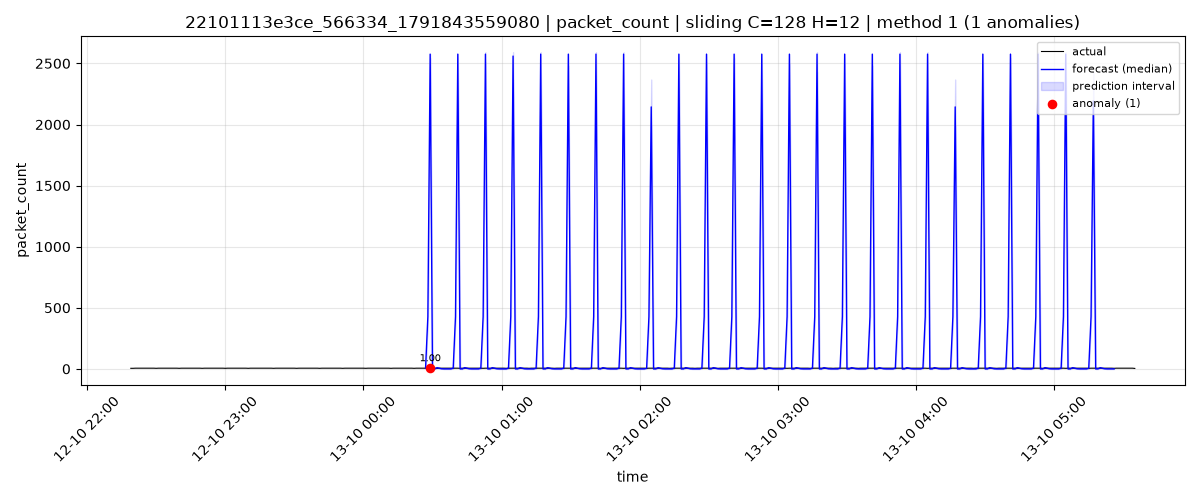 22101113e3ce_566334_1791843559080 | packet_count | sliding C=128 H=12 | method 1 (1 anomalies)
actual
forecast (median)
prediction interval
anomaly (1)
packet_count
2500
2000
1500
1000
500
0
1.00
12-10 22:00
12-10 23:00
13-10 00:00
13-10 01:00
13-10 02:00
13-10 03:00
13-10 04:00
13-10 05:00
time